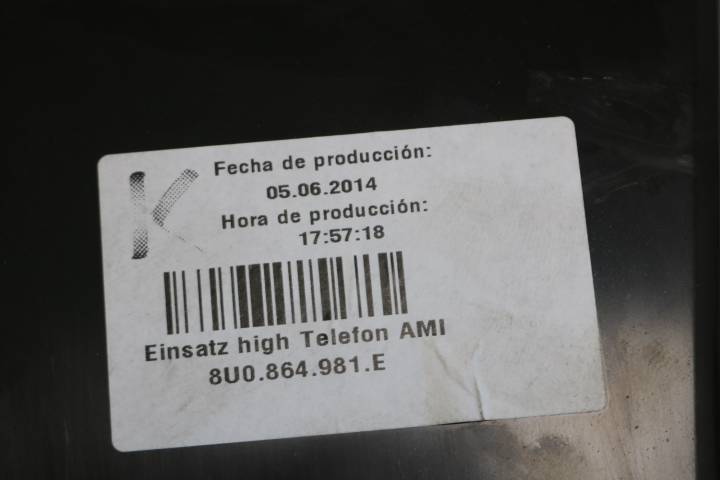 K
Fecha de producción:
05.06.2014
Hora de producción:
17:57:18
Einsatz high Telefon AMI
8U0.864.981.E